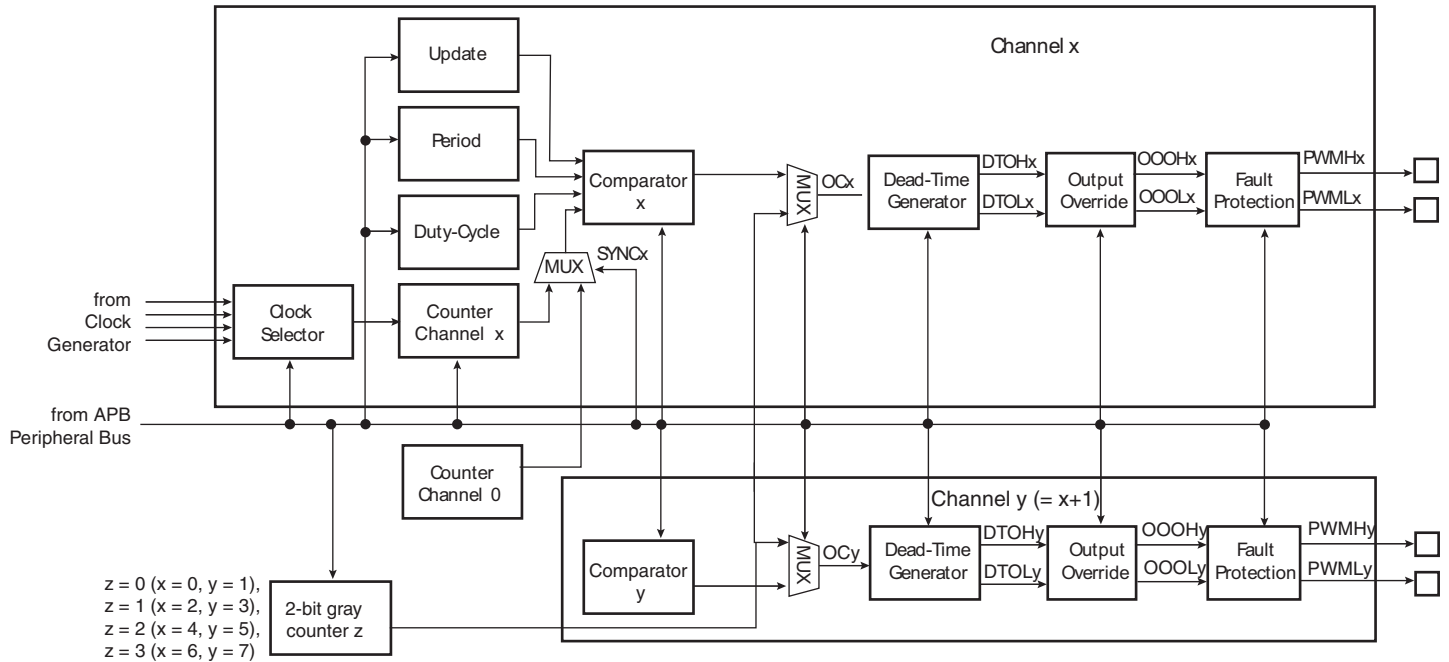 Channel x
Update
Period
Comparator
x
Duty-Cycle
MUX
SYNCx
MUX
OCx
Dead-Time
Generator
DTOHx
DTOLx
Output
Override
OOOHx
OOOLx
Fault
Protection
PWMHx
PWMLx
from
Clock
Generator
Clock
Selector
Counter
Channel x
from APB
Peripheral Bus
Counter
Channel 0
Channel y (= x+1)
Comparator
y
MUX
OCy
Dead-Time
Generator
DTOHy
DTOLy
Output
Override
OOOHy
OOOLy
Fault
Protection
PWMHy
PWMLy
z = 0 (x = 0, y = 1),
z = 1 (x = 2, y = 3),
z = 2 (x = 4, y = 5),
z = 3 (x = 6, y = 7)
2-bit gray
counter z